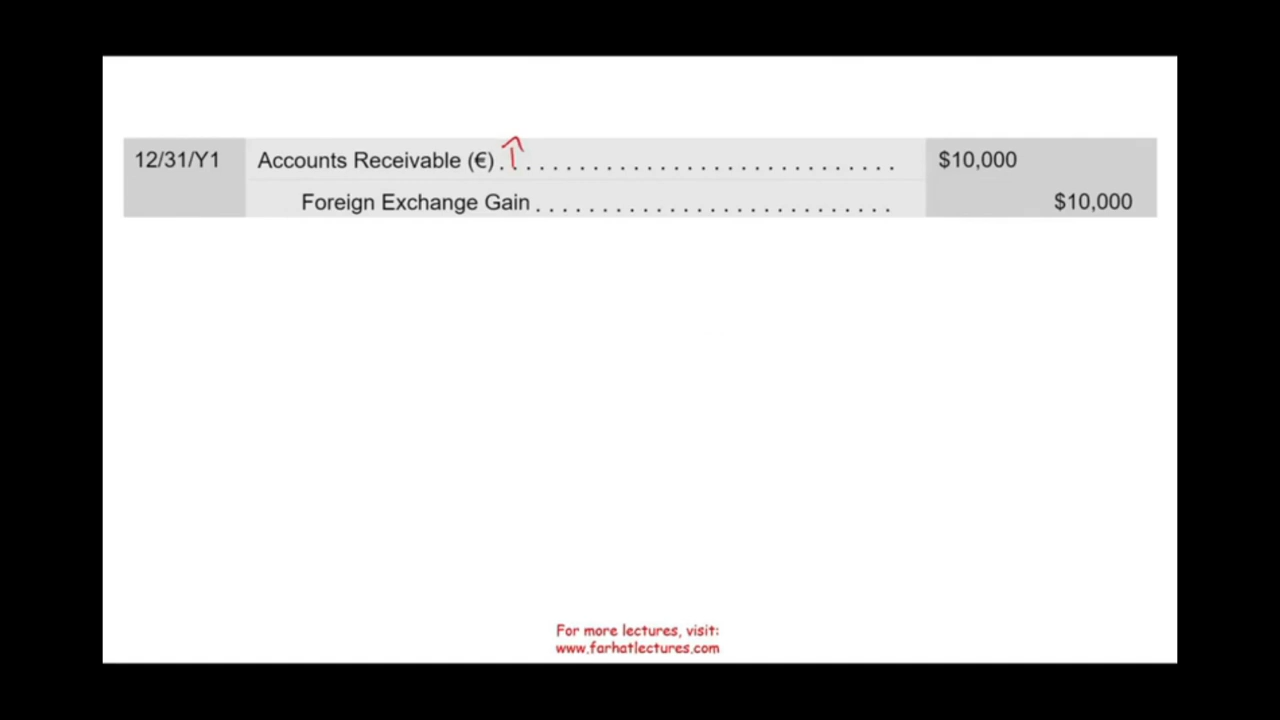 12/31/Y1 Accounts Receivable (€) . . . . . . . . . . . . . . . . . . . . . . . . . . . . . . $10,000
Foreign Exchange Gain . . . . . . . . . . . . . . . . . . . . . . . . . . . $10,000
For more lectures, visit:
www.farhatlectures.com